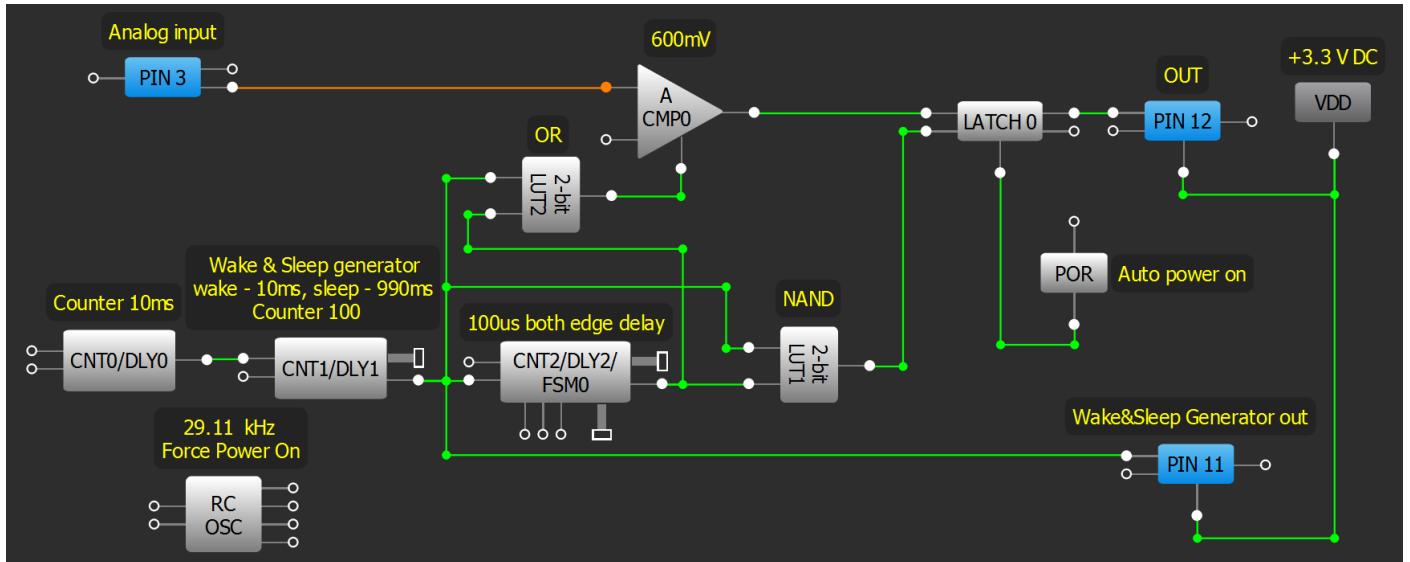 Analog input
PIN 3
600mV
A
CMP0
OR
2-bit
LUT2
LATCH 0
OUT
PIN 12
+3.3 V DC
VDD
POR
Auto power on
Wake & Sleep generator
wake - 10ms, sleep - 990ms
Counter 100
Counter 10ms
CNT0/DLY0
CNT1/DLY1
100us both edge delay
CNT2/DLY2/
FSM0
NAND
2-bit
LUT1
29.11 kHz
Force Power On
RC
OSC
Wake&Sleep Generator out
PIN 11